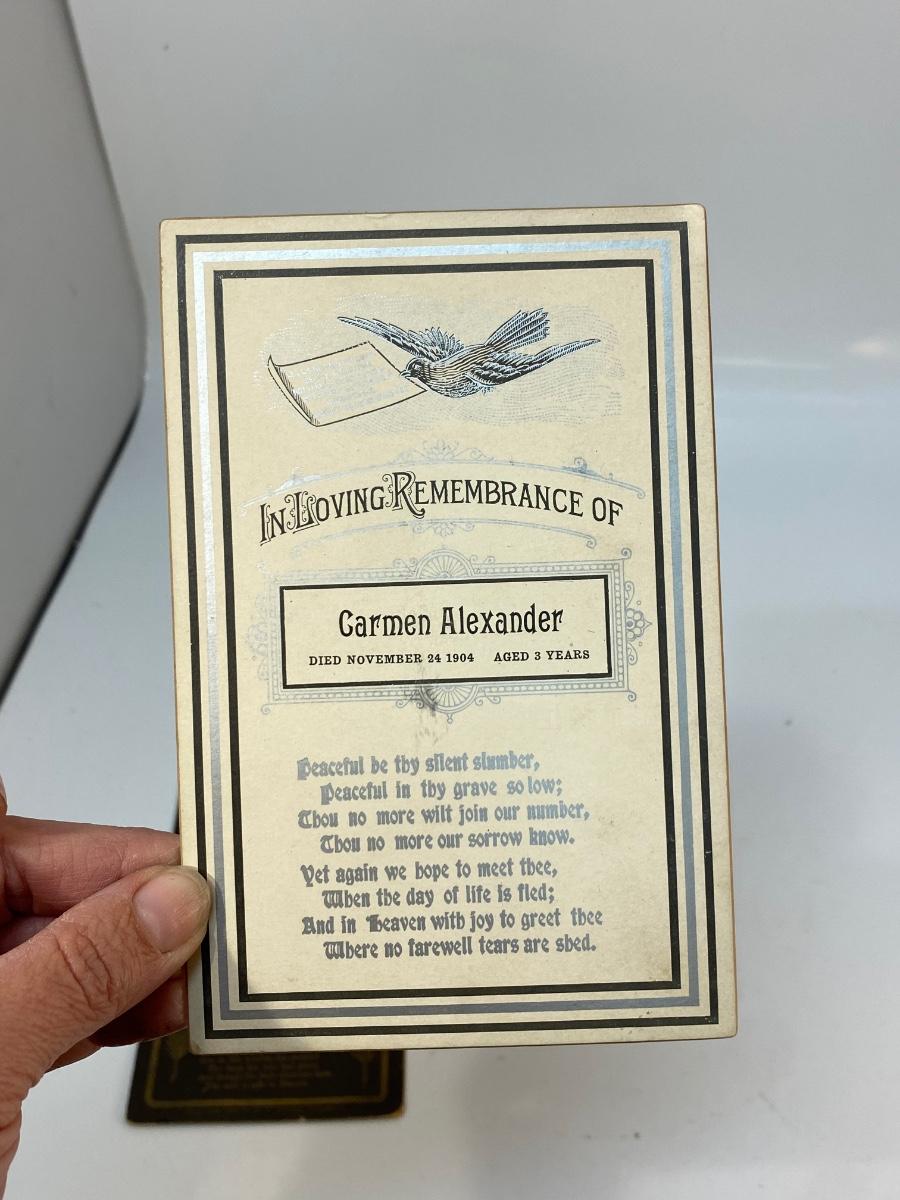 In Loving Remembrance of
Carmen Alexander
DIED NOVEMBER 24 1904 AGED 3 YEARS
Peaceful be thy silent slumber,
Peaceful in thy grave so low;
Thou no more wilt join our number,
Thou no more our sorrow know.
Yet again we hope to meet thee,
When the day of life is fled;
And in Heaven with joy to greet thee
Where no farewell tears are shed.